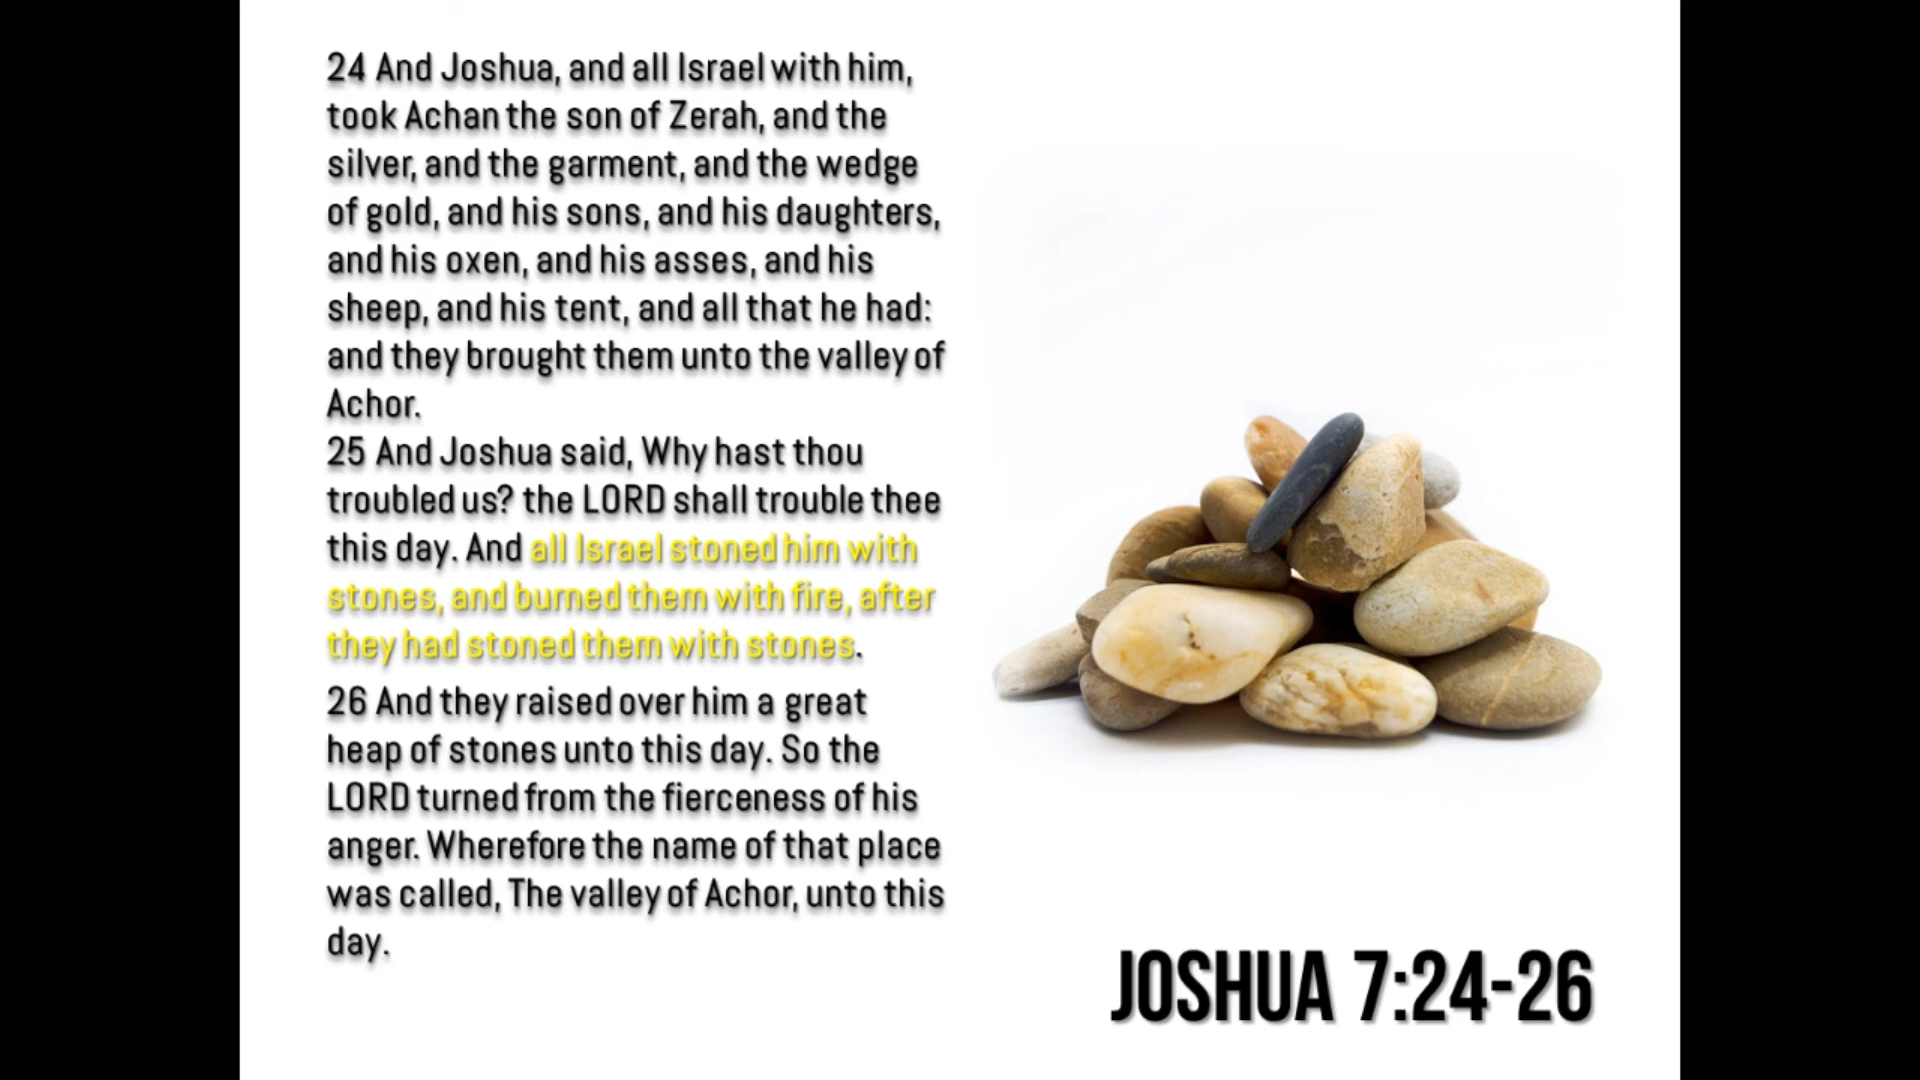 24 And Joshua, and all Israel with him,
took Achan the son of Zerah, and the
silver, and the garment, and the wedge
of gold, and his sons, and his daughters,
and his oxen, and his asses, and his
sheep, and his tent, and all that he had:
and they brought them unto the valley of
Achor.
25 And Joshua said, Why hast thou
troubled us? the LORD shall trouble thee
this day. And all Israel stoned him with
stones, and burned them with fire, after
they had stoned them with stones.
26 And they raised over him a great
heap of stones unto this day. So the
LORD turned from the fierceness of his
anger. Wherefore the name of that place
was called, The valley of Achor, unto this
day.
JOSHUA 7:24-26